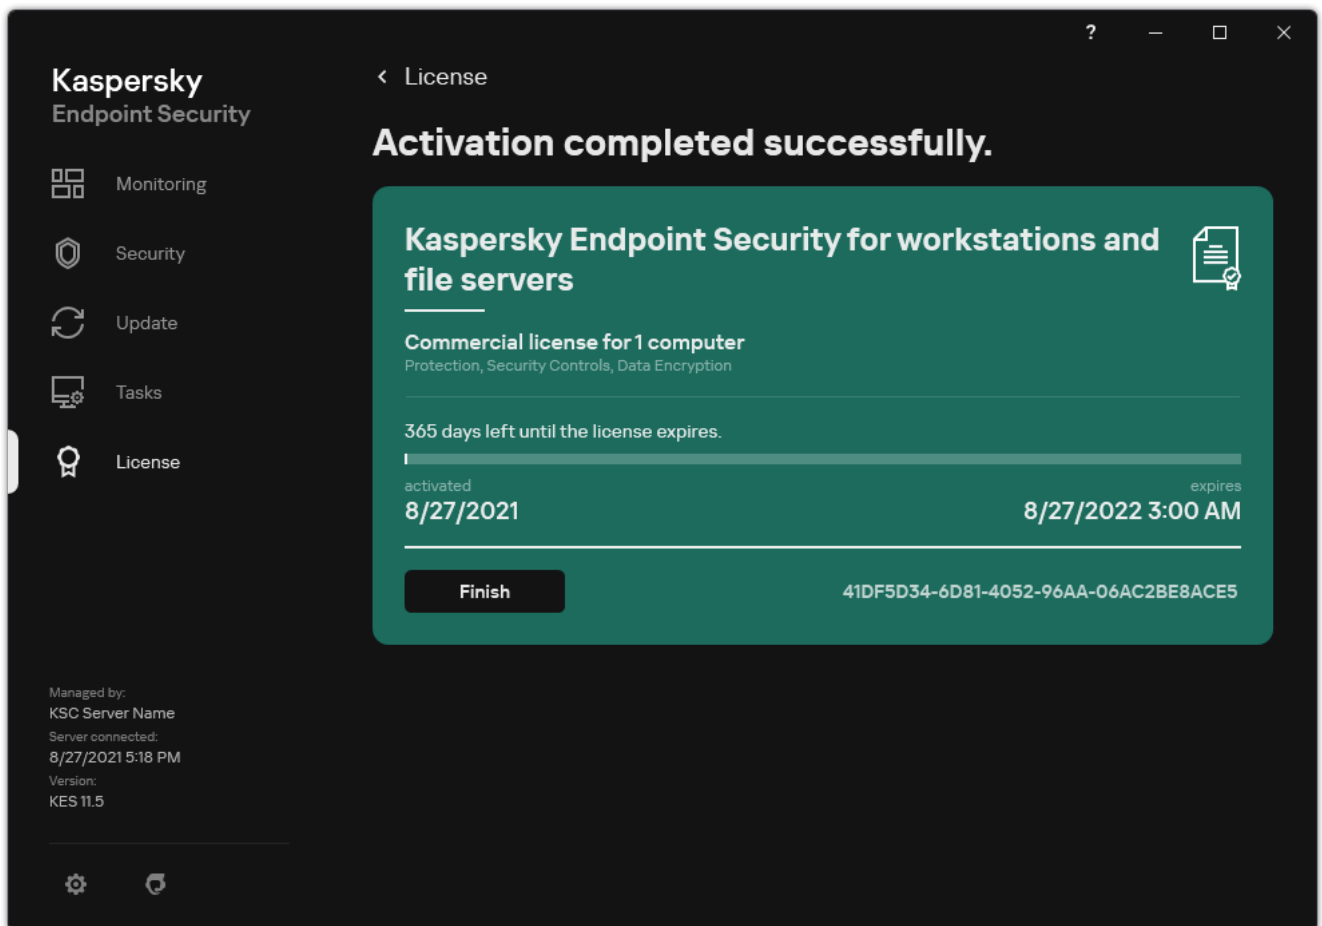 ?
Kaspersky
Endpoint Security
Monitoring
Security
Update
Tasks
License
Managed by:
KSC Server Name
Server connected:
8/27/2021 5:18 PM
Version:
KES 11.5
License
Activation completed successfully.
Kaspersky Endpoint Security for workstations and
file servers
Commercial license for 1 computer
Protection, Security Controls, Data Encryption
365 days left until the license expires.
activated expires
8/27/2021 8/27/2022 3:00 AM
Finish 41DF5D34-6D81-4052-96AA-06AC2BE8ACE5